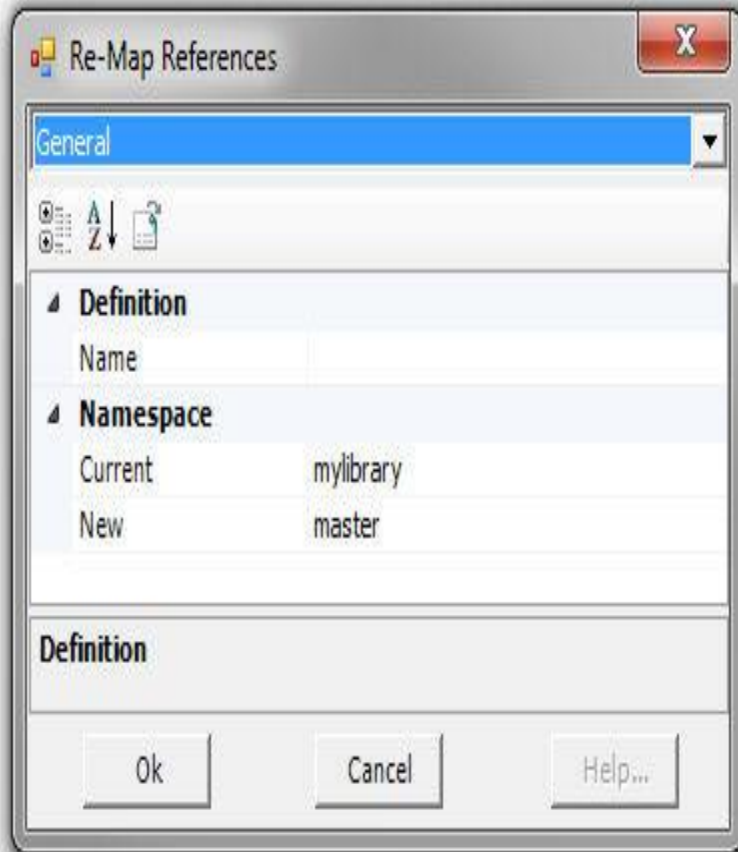 Re-Map References
X
General
A
Z
Definition
Name
Namespace
Current mylibrary
New master
Definition
Ok Cancel Help...